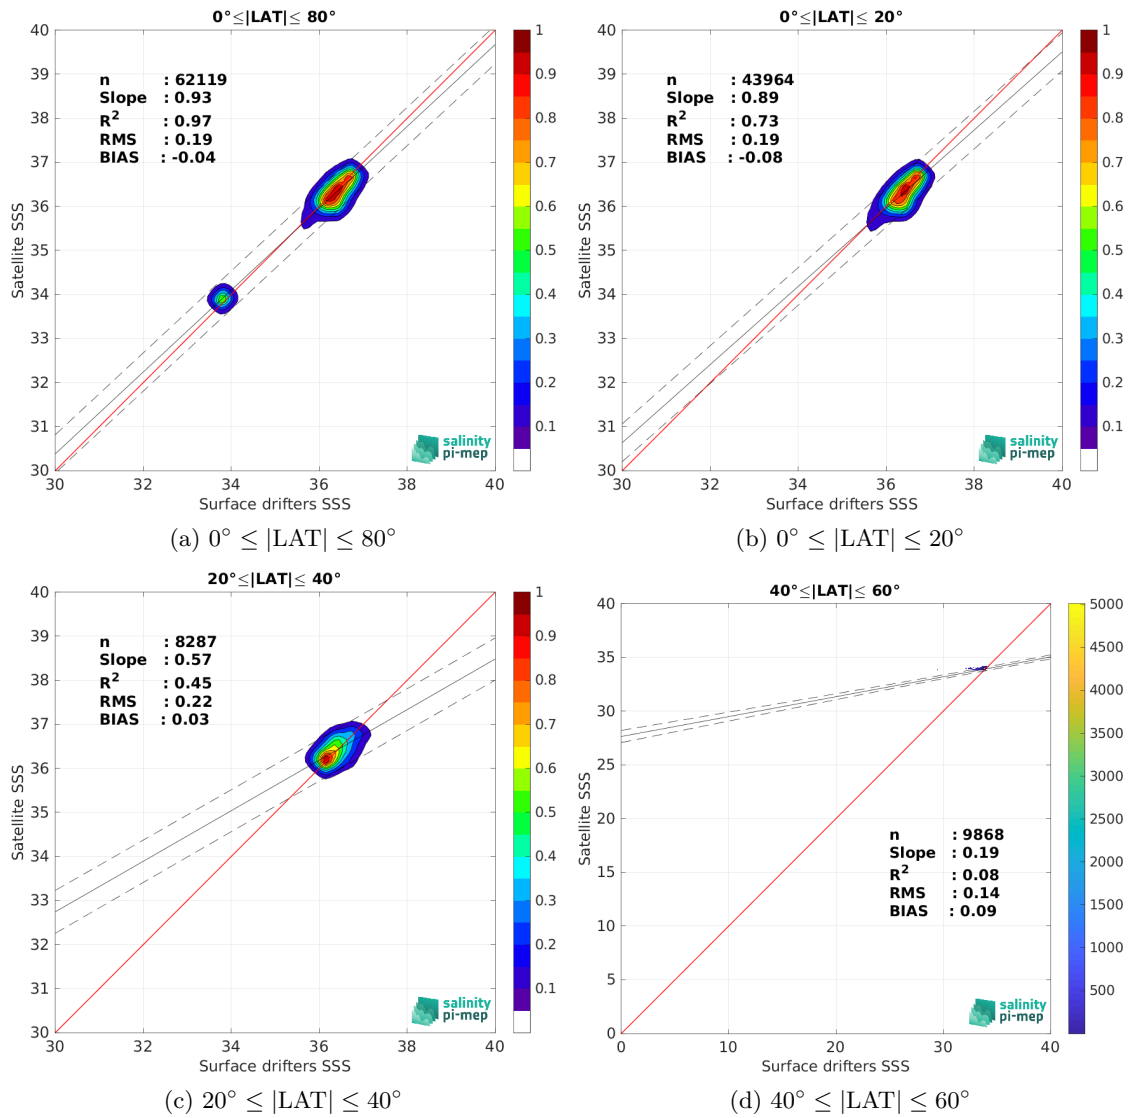 0°≤|LAT|≤ 80°
40
39
38
37
36
35
34
33
32
31
30
30
32
34
36
38
40
Satellite SSS
Surface drifters SSS
n : 62119
Slope : 0.93
R² : 0.97
RMS : 0.19
BIAS : -0.04
1
0.9
0.8
0.7
0.6
0.5
0.4
0.3
0.2
0.1
salinity
pi-mep
(a) 0° ≤ |LAT| ≤ 80°
0°≤|LAT|≤ 20°
40
39
38
37
36
35
34
33
32
31
30
30
32
34
36
38
40
Satellite SSS
Surface drifters SSS
n : 43964
Slope : 0.89
R² : 0.73
RMS : 0.19
BIAS : -0.08
1
0.9
0.8
0.7
0.6
0.5
0.4
0.3
0.2
0.1
salinity
pi-mep
(b) 0° ≤ |LAT| ≤ 20°
20°≤|LAT|≤ 40°
40
39
38
37
36
35
34
33
32
31
30
30
32
34
36
38
40
Satellite SSS
Surface drifters SSS
n : 8287
Slope : 0.57
R² : 0.45
RMS : 0.22
BIAS : 0.03
1
0.9
0.8
0.7
0.6
0.5
0.4
0.3
0.2
0.1
salinity
pi-mep
(c) 20° ≤ |LAT| ≤ 40°
40°≤|LAT|≤ 60°
40
35
30
25
20
15
10
5
0
0
10
20
30
40
Satellite SSS
Surface drifters SSS
n : 9868
Slope : 0.19
R² : 0.08
RMS : 0.14
BIAS : 0.09
5000
4500
4000
3500
3000
2500
2000
1500
1000
500
salinity
pi-mep
(d) 40° ≤ |LAT| ≤ 60°